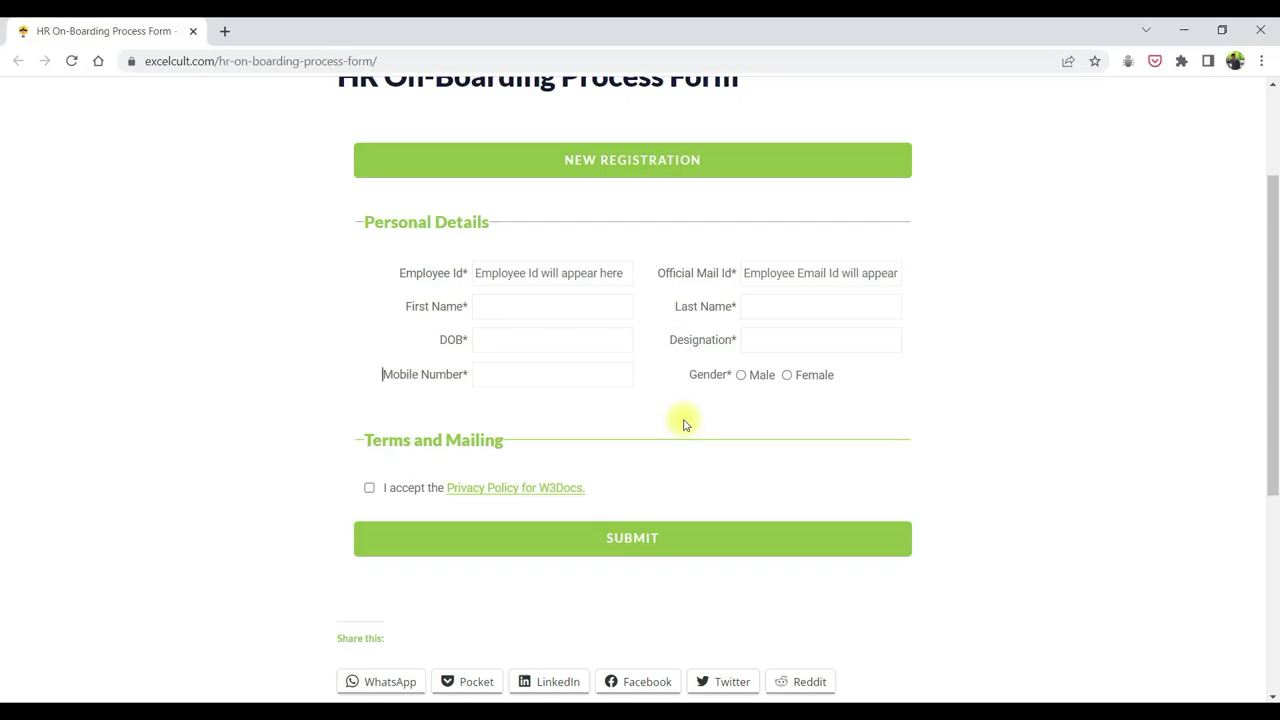 HR On-Boarding Process Form -
excelcult.com/hr-on-boarding-process-form/
HR On-Boarding Process Form
NEW REGISTRATION
Personal Details
Employee Id* Employee Id will appear here Official Mail Id* Employee Email Id will appear
First Name* Last Name*
DOB* Designation*
Mobile Number* Gender* Male Female
Terms and Mailing
I accept the Privacy Policy for W3Docs.
SUBMIT
Share this:
WhatsApp Pocket LinkedIn Facebook Twitter Reddit